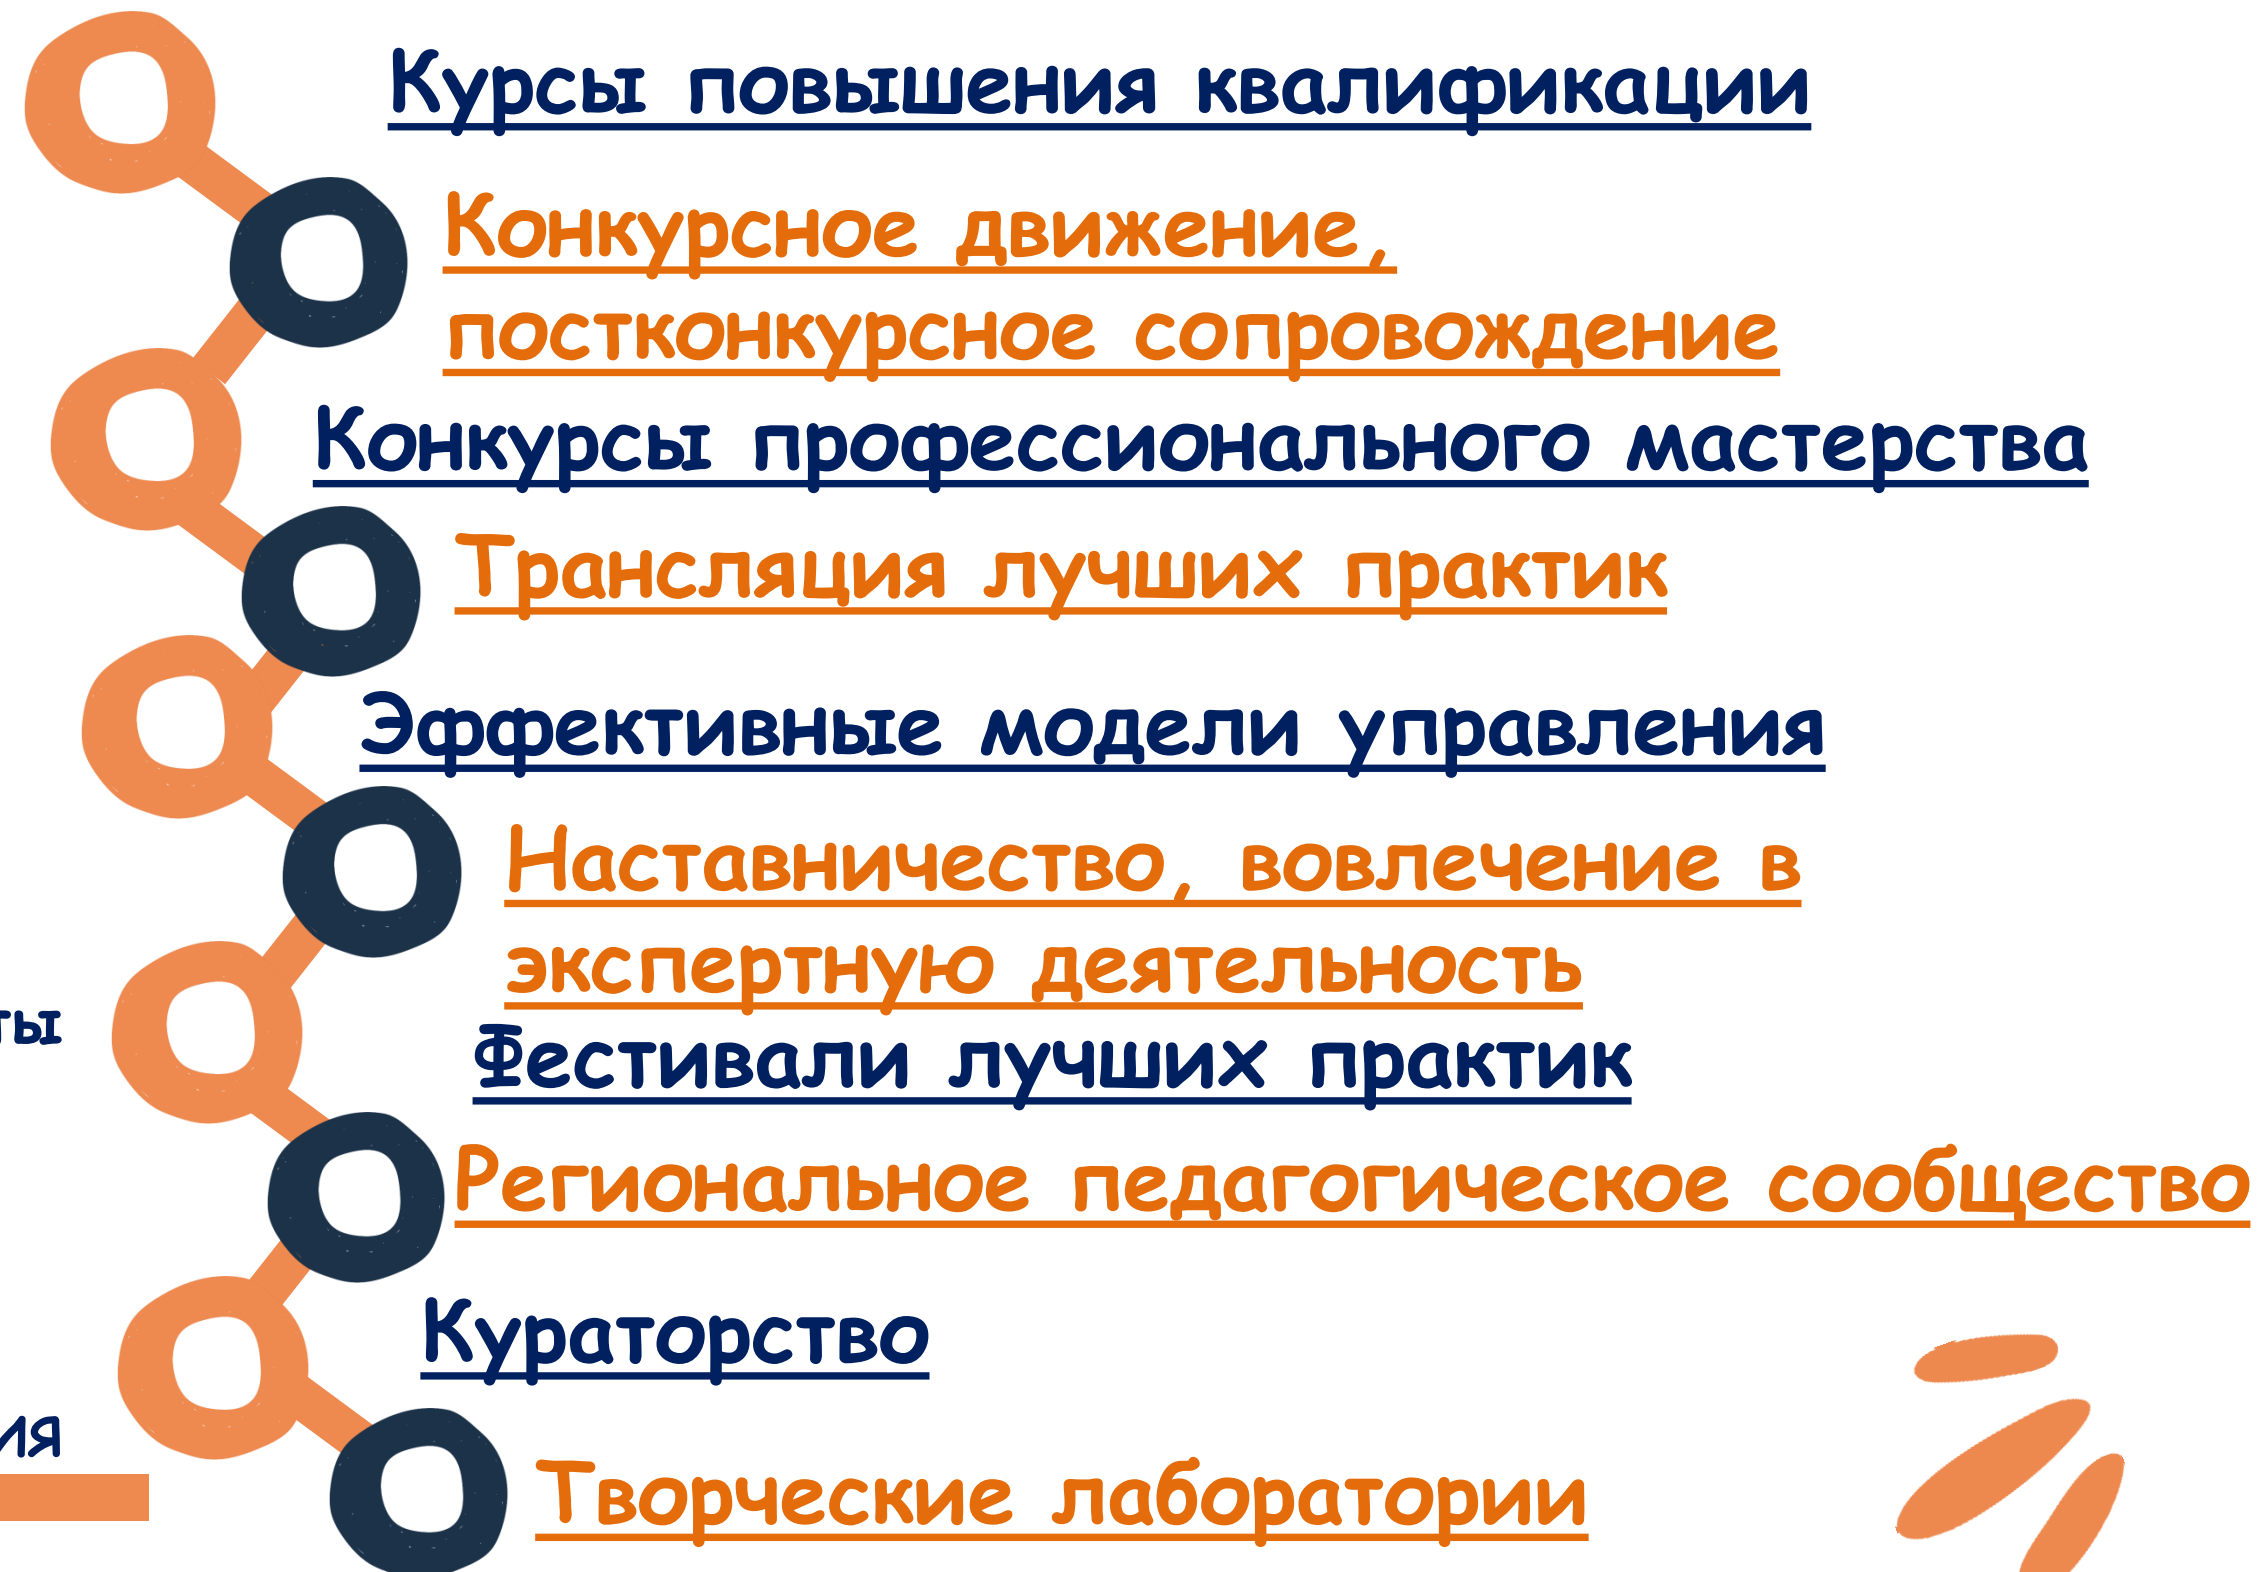 Курсы повышения квалификации
Конкурсное движение,
постконкурсное сопровождение
Конкурсы профессионального мастерства
Трансляция лучших практик
Эффективные модели управления
Наставничество, вовлечение в
экспертную деятельность
Фестивали лучших практик
Региональное педагогическое сообщество
Кураторство
Творческие лаборатории